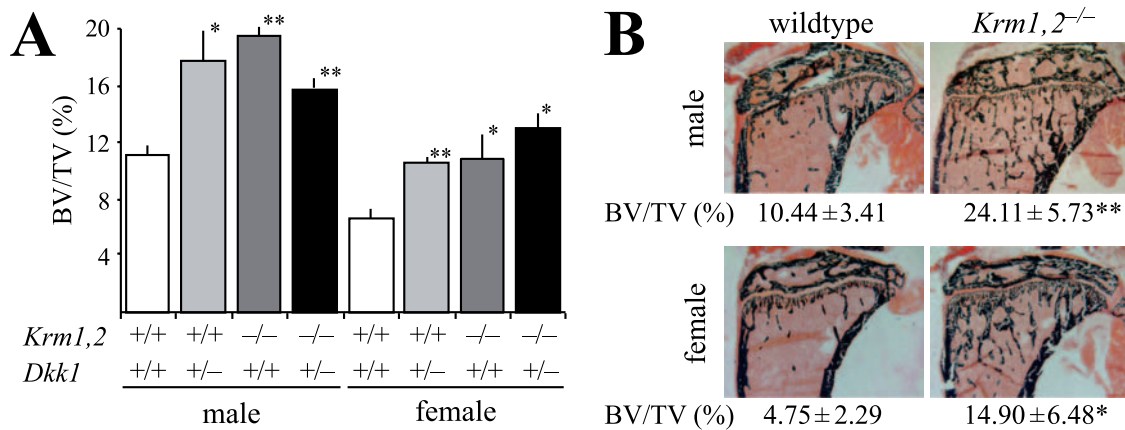 A
BV/TV (%)
20
16
12
8
4
*
**
**
**
*
*
Krm1,2 +/+ +/+ –/– –/– +/+ +/+ –/– –/–
Dkk1 +/+ +/– +/+ +/– +/+ +/– +/+ +/–
male female
B
wildtype Krm1,2–/–
male
BV/TV (%) 10.44±3.41 24.11±5.73**
female
BV/TV (%) 4.75±2.29 14.90±6.48*